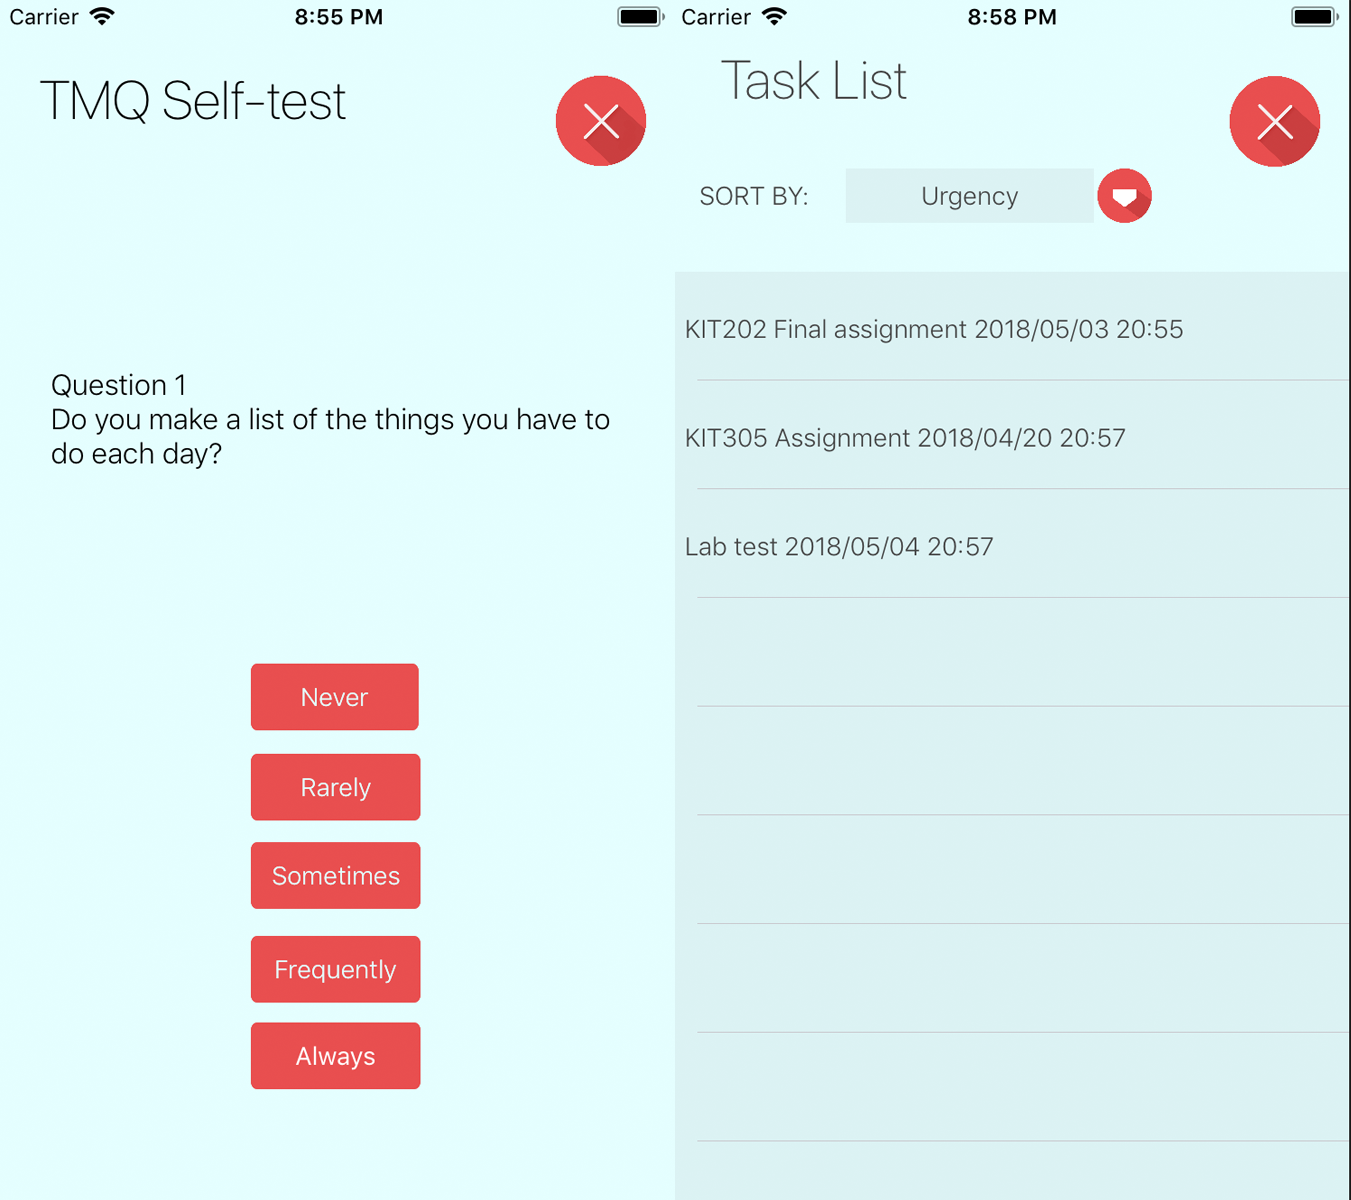 Carrier 8:55 PM
TMQ Self-test
Question 1
Do you make a list of the things you have to
do each day?
Never
Rarely
Sometimes
Frequently
Always
Carrier 8:58 PM
Task List
SORT BY: Urgency
KIT202 Final assignment 2018/05/03 20:55
KIT305 Assignment 2018/04/20 20:57
Lab test 2018/05/04 20:57